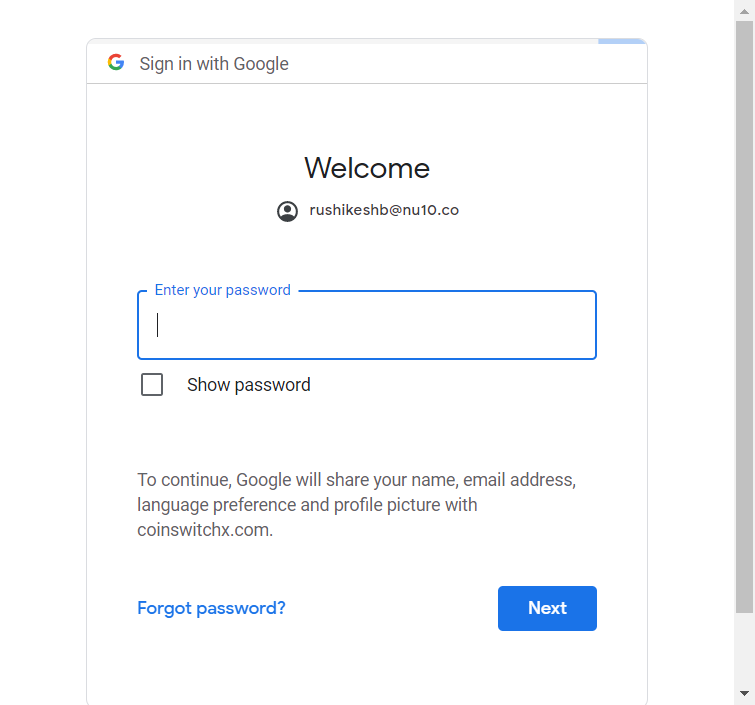 Sign in with Google
Welcome
rushikeshb@nu10.co
Enter your password
Show password
To continue, Google will share your name, email address,
language preference and profile picture with
coinswitchx.com.
Forgot password?
Next